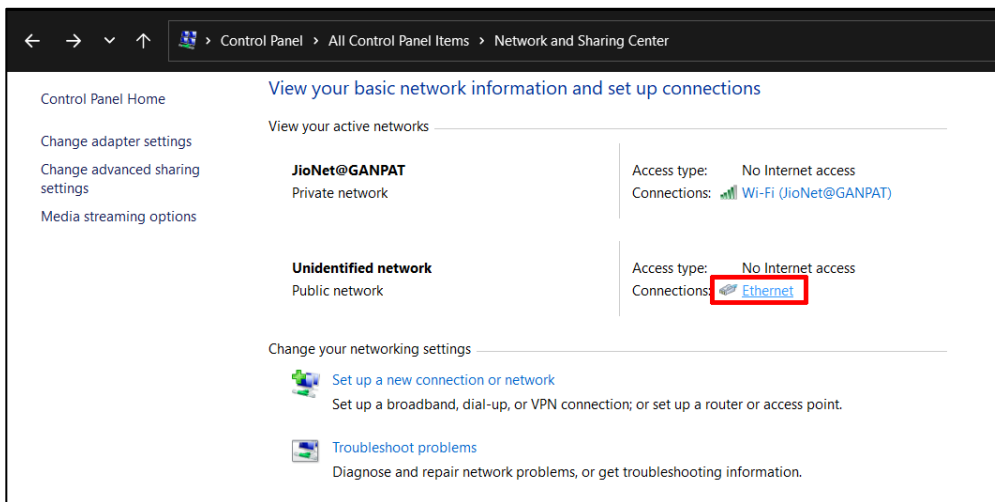 Control Panel > All Control Panel Items > Network and Sharing Center
Control Panel Home
Change adapter settings
Change advanced sharing
settings
Media streaming options
View your basic network information and set up connections
View your active networks
JioNet@GANPAT
Private network
Access type: No Internet access
Connections: Wi-Fi (JioNet@GANPAT)
Unidentified network
Public network
Access type: No Internet access
Connections: Ethernet
Change your networking settings
Set up a new connection or network
Set up a broadband, dial-up, or VPN connection; or set up a router or access point.
Troubleshoot problems
Diagnose and repair network problems, or get troubleshooting information.